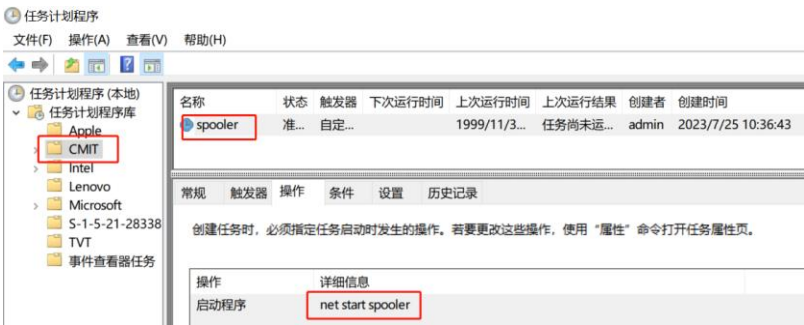 任务计划程序
文件(F) 操作(A) 查看(V) 帮助(H)
任务计划程序 (本地)
任务计划程序库
Apple
CMIT
Intel
Lenovo
Microsoft
S-1-5-21-28338
TVT
事件查看器任务
名称 状态 触发器 下次运行时间 上次运行时间 上次运行结果 创建者 创建时间
spooler 准... 自定... 1999/11/3... 任务尚未运... admin 2023/7/25 10:36:43
常规 触发器 操作 条件 设置 历史记录
创建任务时，必须指定任务启动时发生的操作。若要更改这些操作，使用“属性”命令打开任务属性页。
操作 详细信息
启动程序 net start spooler